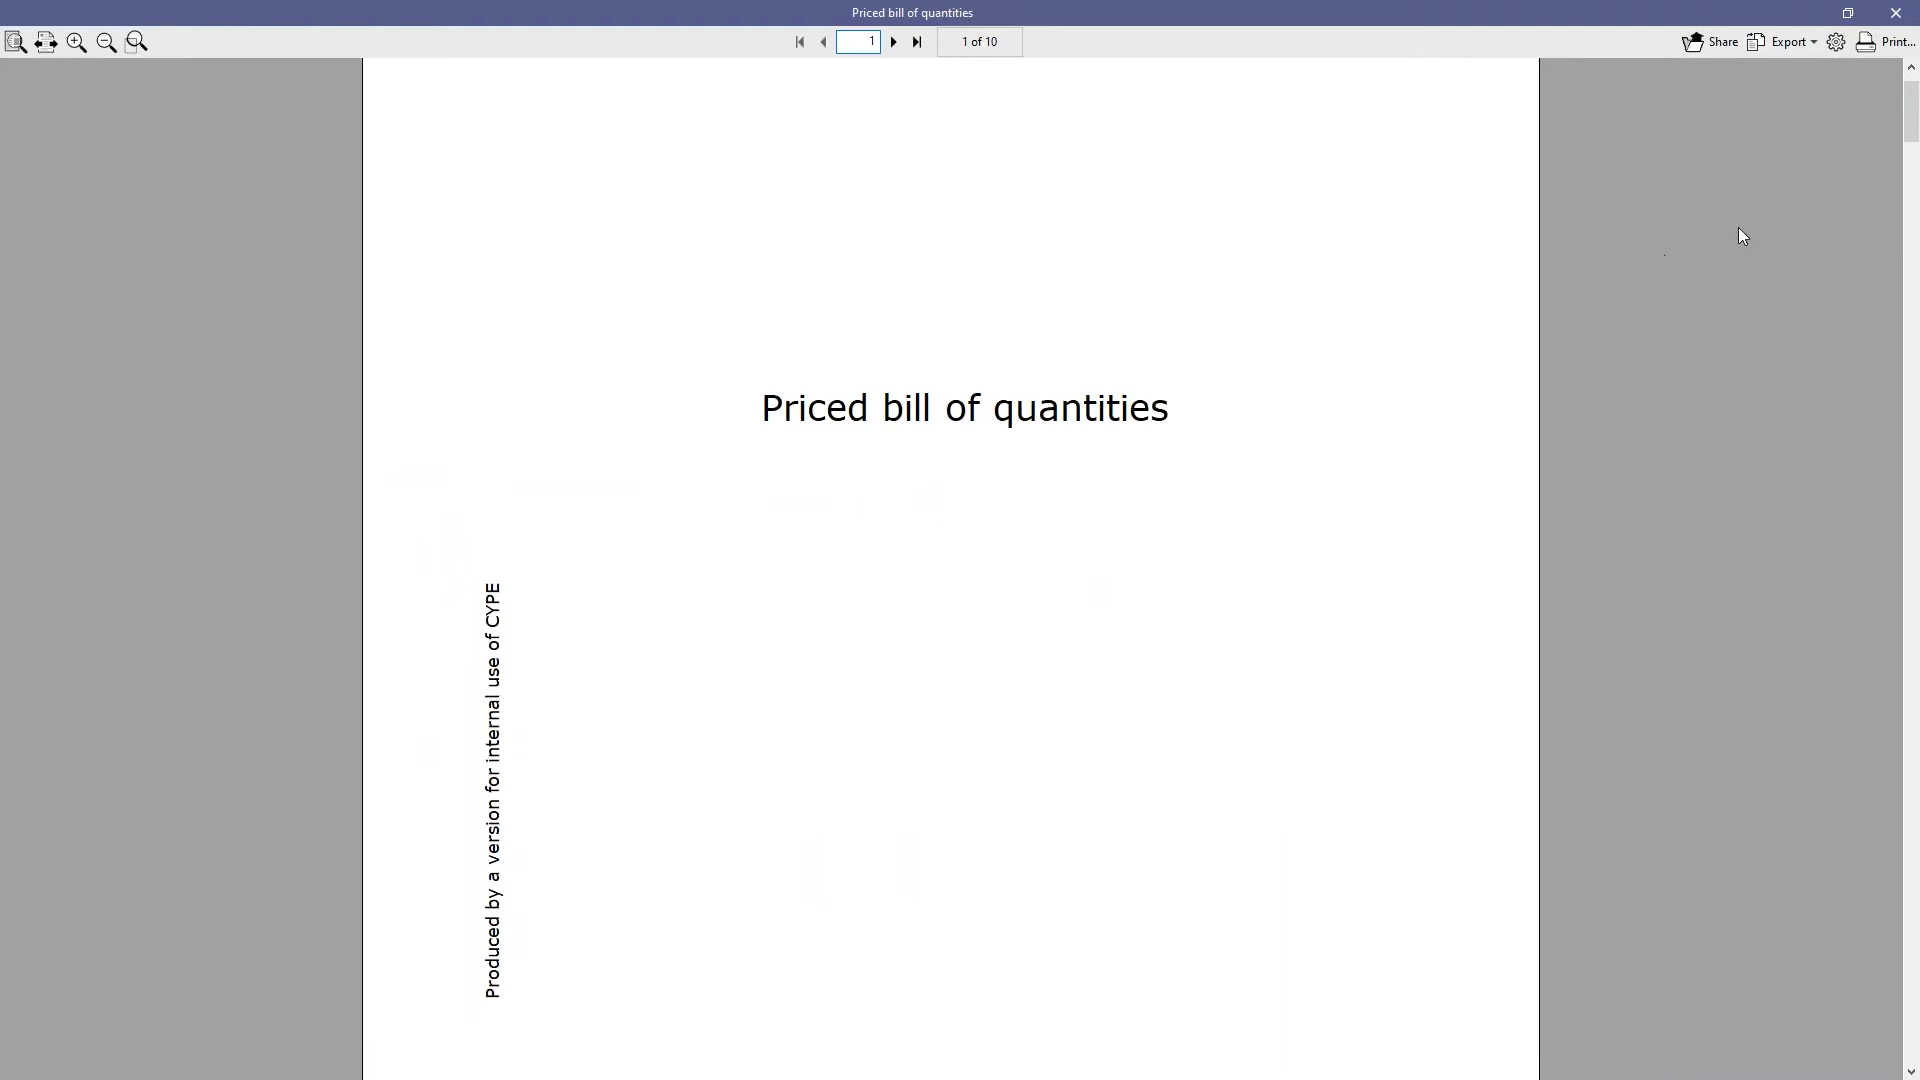 Priced bill of quantities
1
1 of 10
Share
Export
Print...
Priced bill of quantities
Produced by a version for internal use of CYPE